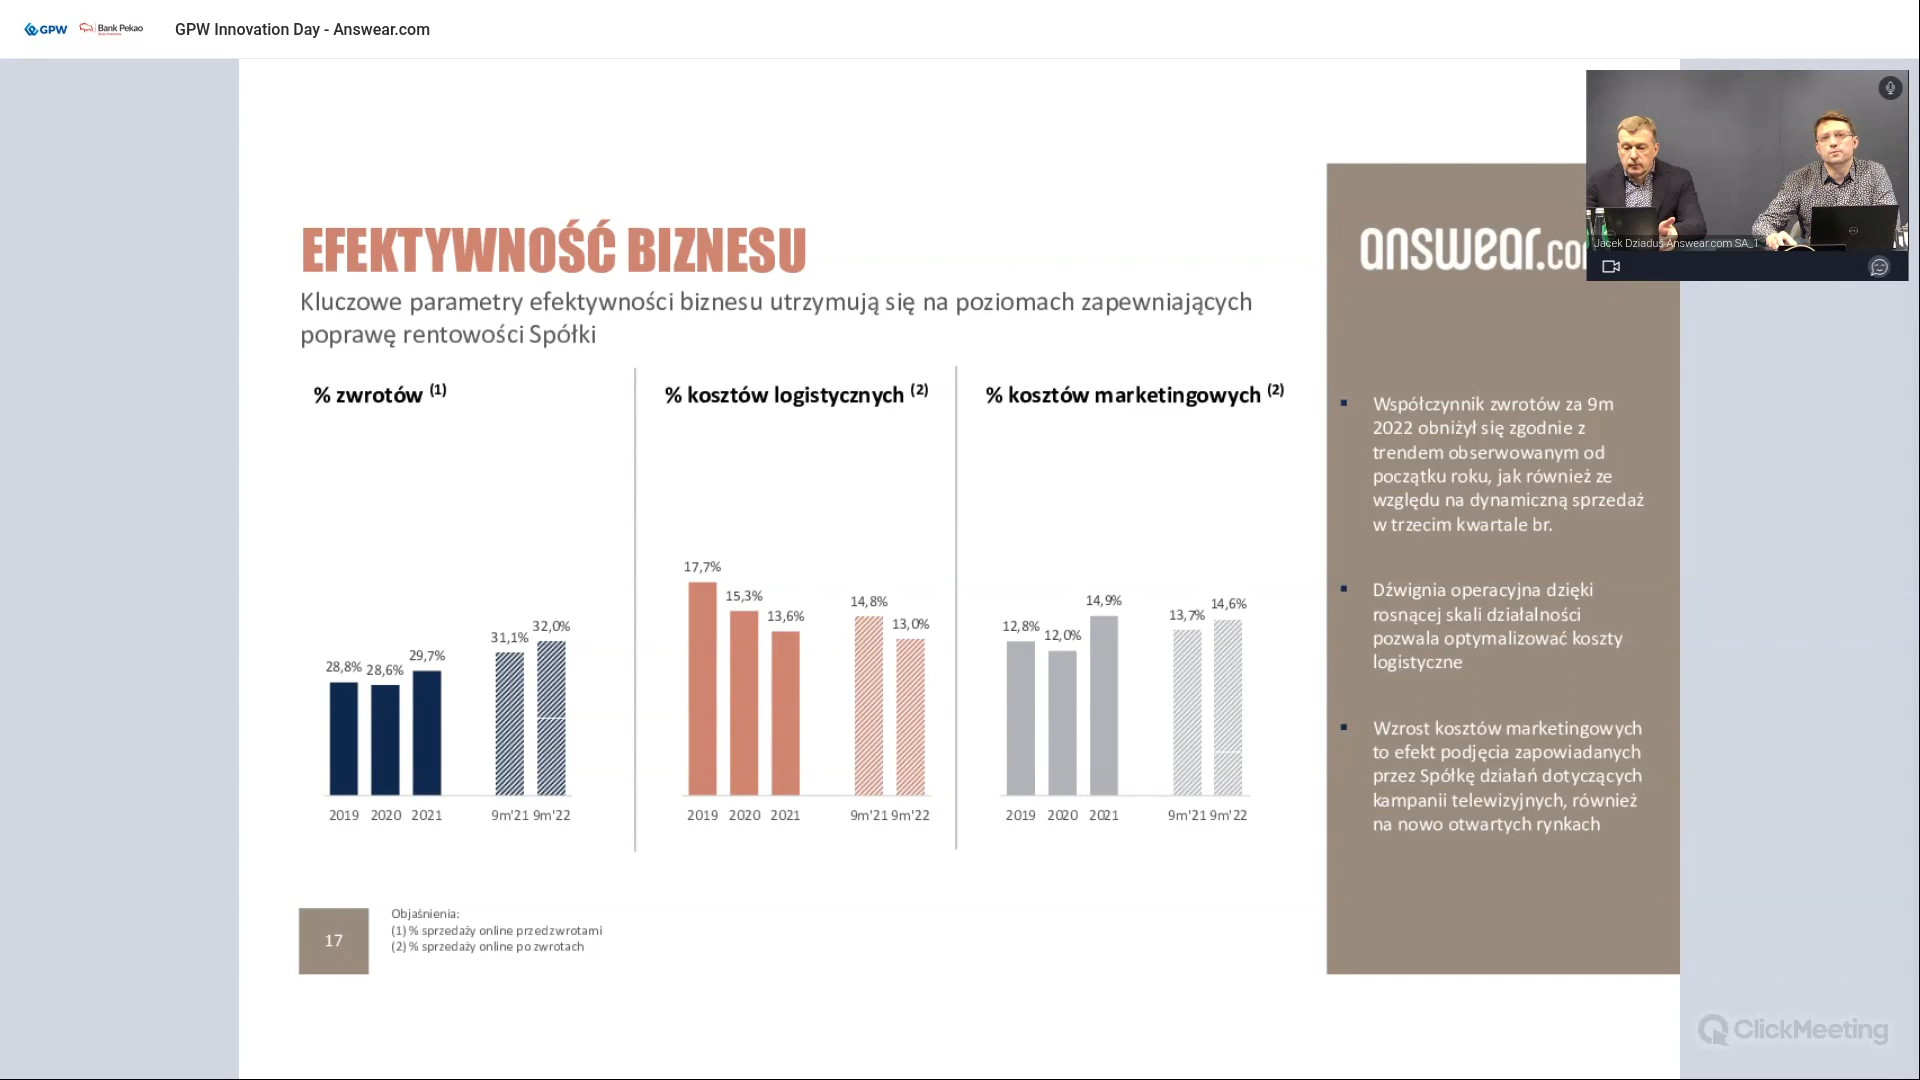 GPW Bank Pekao GPW Innovation Day - Answear.com
Jacek Dziaduś Answear.com SA_1
answear.co
EFEKTYWNOŚĆ BIZNESU
Kluczowe parametry efektywności biznesu utrzymują się na poziomach zapewniających
poprawę rentowości Spółki
% zwrotów (1)
28,8% 28,6% 29,7% 31,1% 32,0%
2019 2020 2021 9m'21 9m'22
% kosztów logistycznych (2)
17,7% 15,3% 13,6% 14,8% 13,0%
2019 2020 2021 9m'21 9m'22
% kosztów marketingowych (2)
12,8% 12,0% 14,9% 13,7% 14,6%
2019 2020 2021 9m'21 9m'22
▪ Współczynnik zwrotów za 9m
2022 obniżył się zgodnie z
trendem obserwowanym od
początku roku, jak również ze
względu na dynamiczną sprzedaż
w trzecim kwartale br.
▪ Dźwignia operacyjna dzięki
rosnącej skali działalności
pozwala optymalizować koszty
logistyczne
▪ Wzrost kosztów marketingowych
to efekt podjęcia zapowiadanych
przez Spółkę działań dotyczących
kampanii telewizyjnych, również
na nowo otwartych rynkach
17
Objaśnienia:
(1) % sprzedaży online przed zwrotami
(2) % sprzedaży online po zwrotach
ClickMeeting